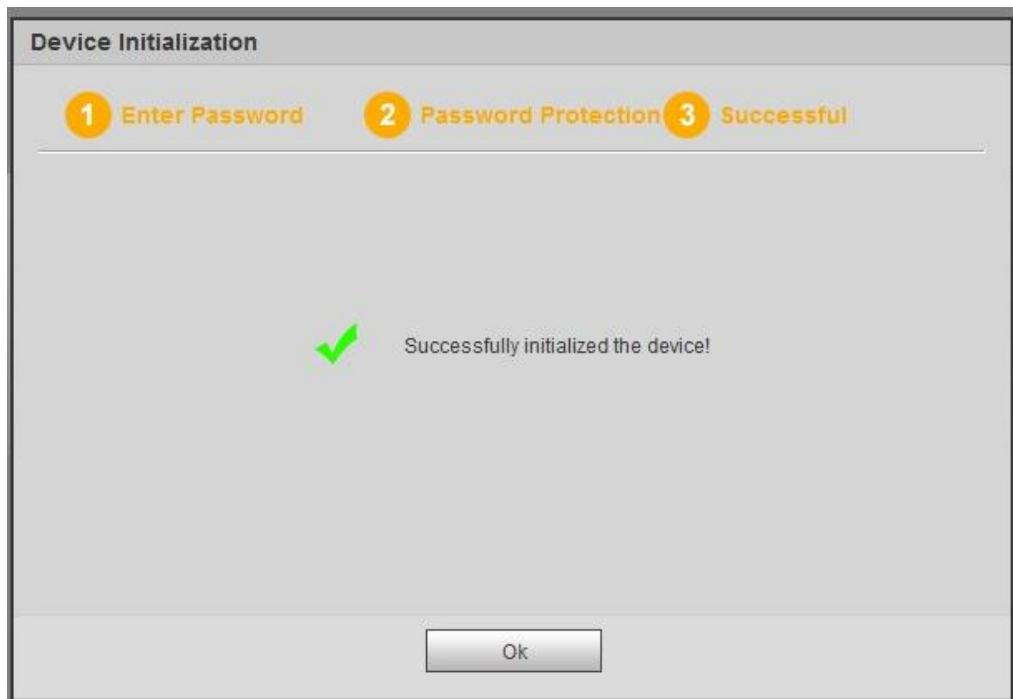 Device Initialization
1 Enter Password 2 Password Protection 3 Successful
Successfully initialized the device!
Ok